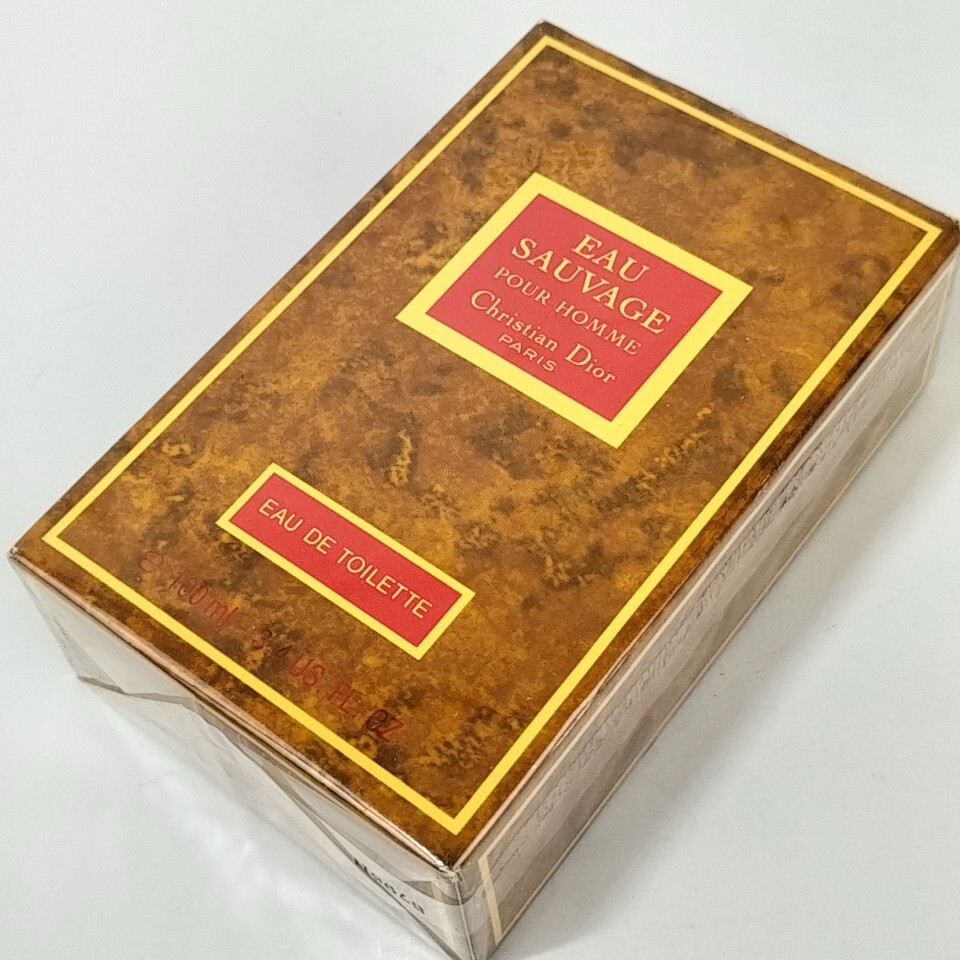 EAU
SAUVAGE
POUR HOMME
Christian Dior
PARIS
EAU DE TOILETTE
℮ 100 ml - 3.4 US. FL. OZ